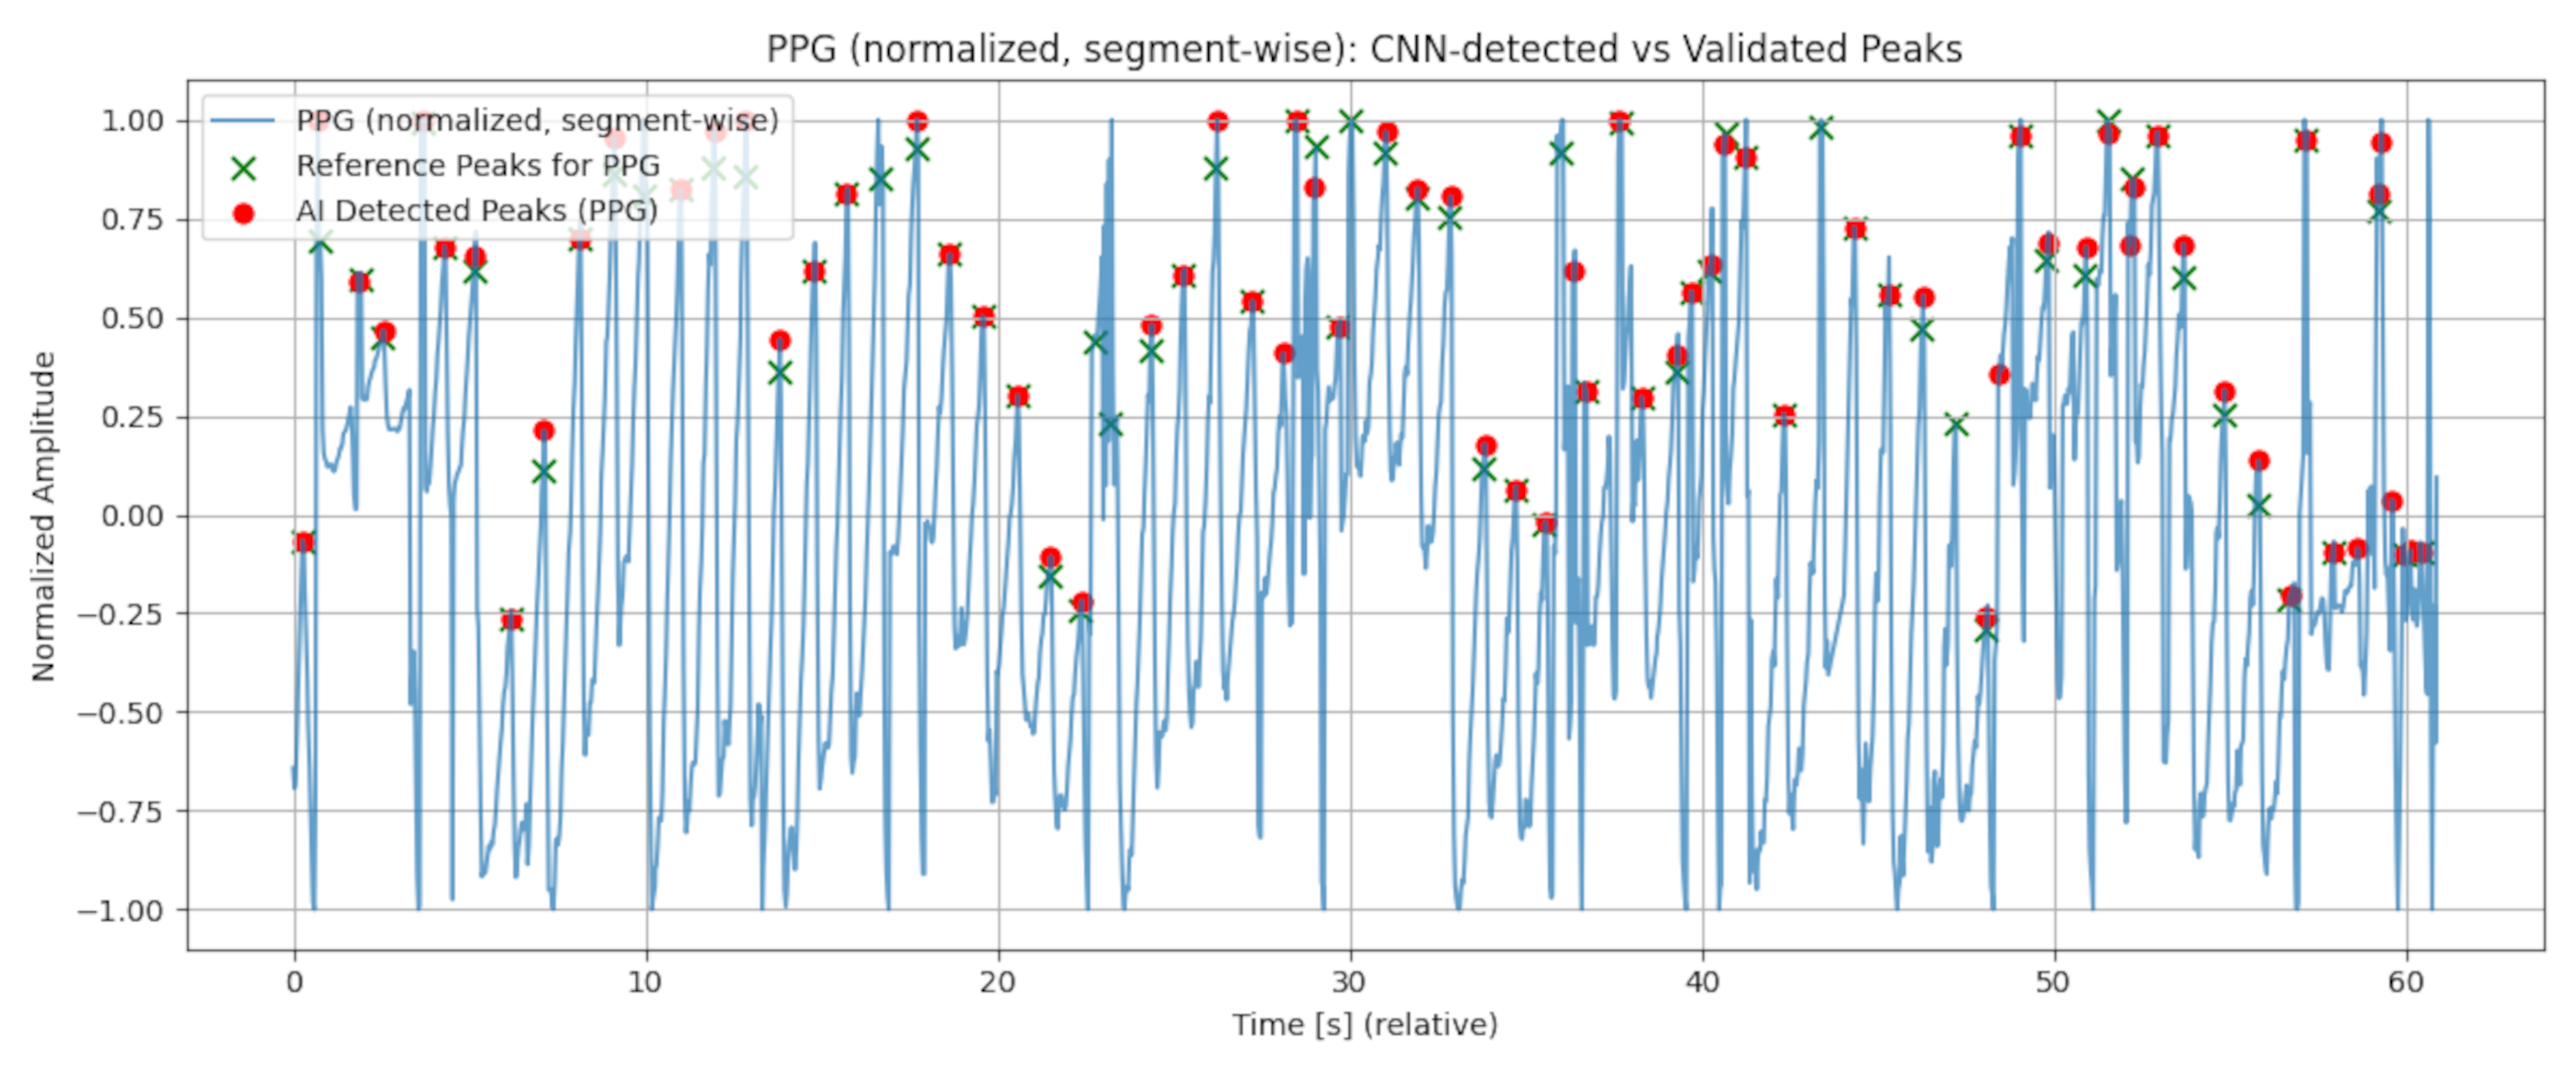 PPG (normalized, segment-wise): CNN-detected vs Validated Peaks
PPG (normalized, segment-wise)
Reference Peaks for PPG
AI Detected Peaks (PPG)
1.00
0.75
0.50
0.25
0.00
−0.25
−0.50
−0.75
−1.00
Normalized Amplitude
0 10 20 30 40 50 60
Time [s] (relative)